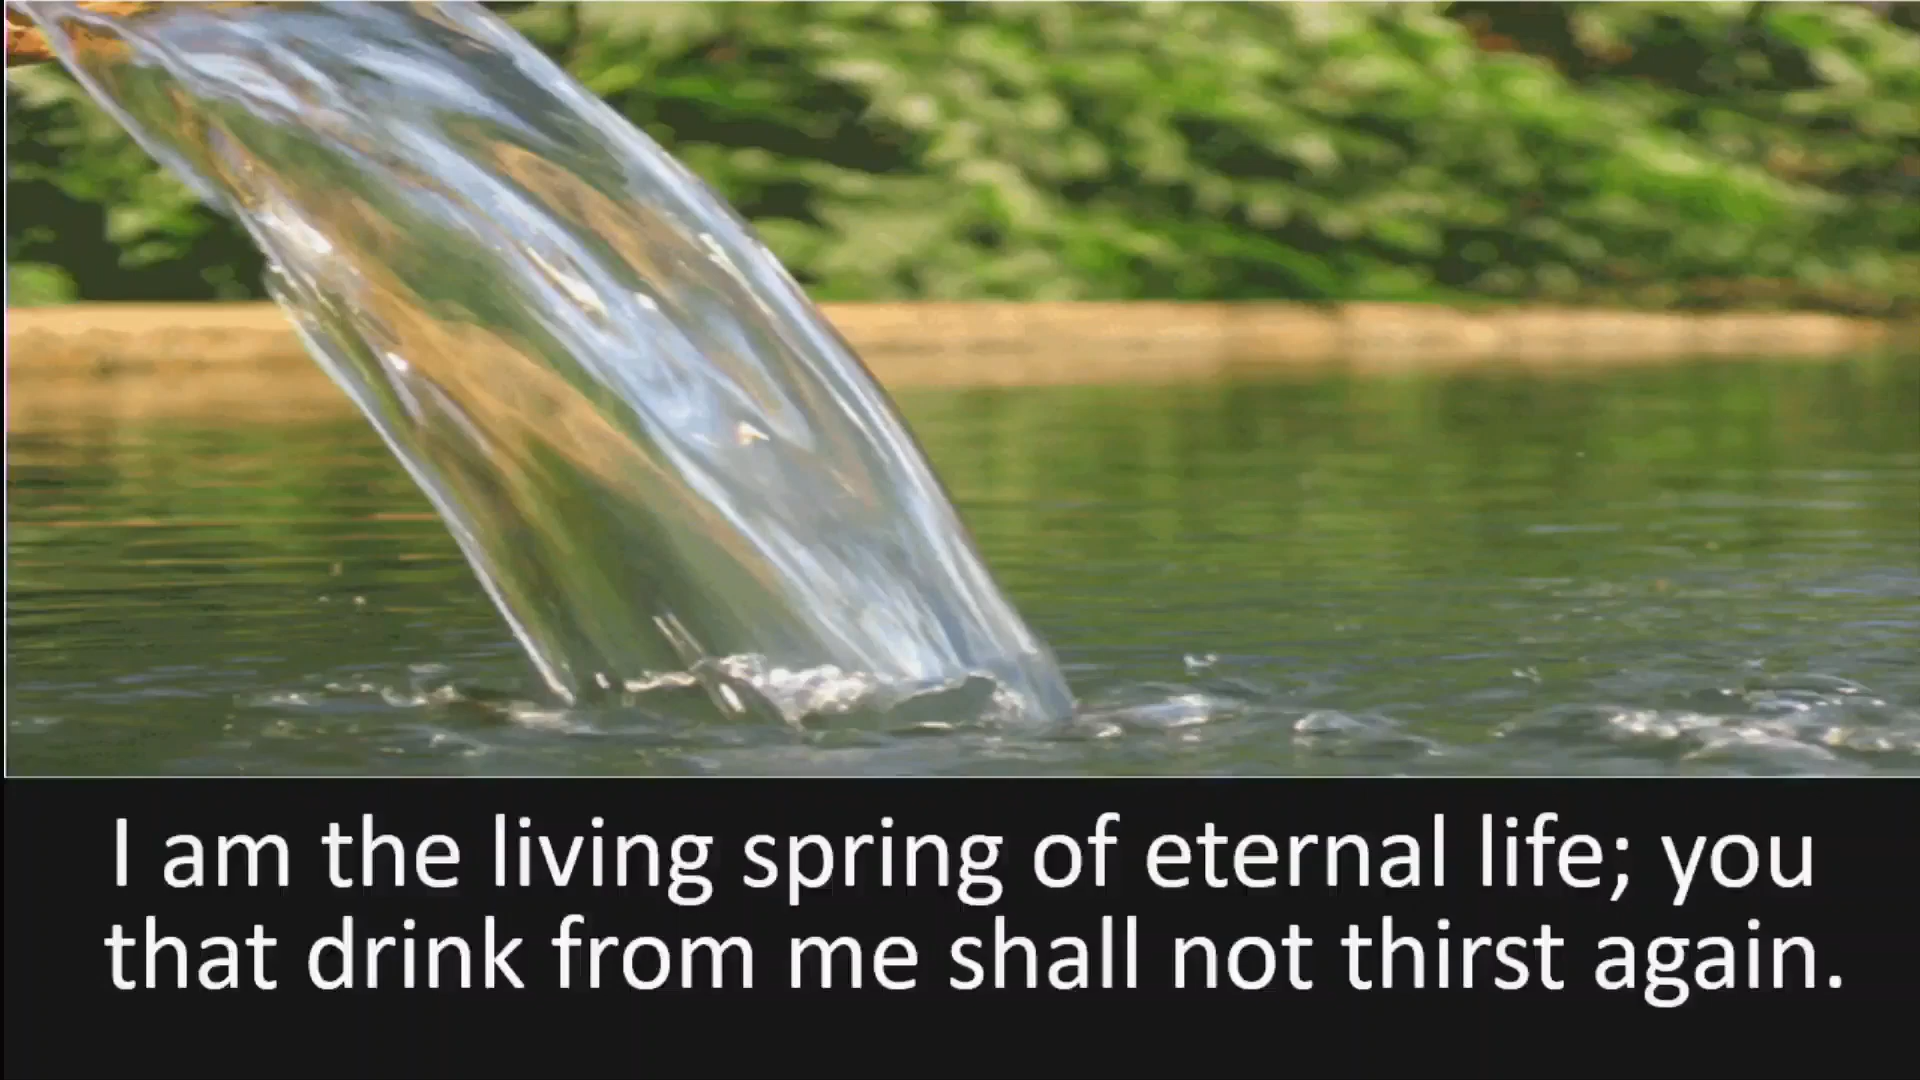 I am the living spring of eternal life; you
that drink from me shall not thirst again.